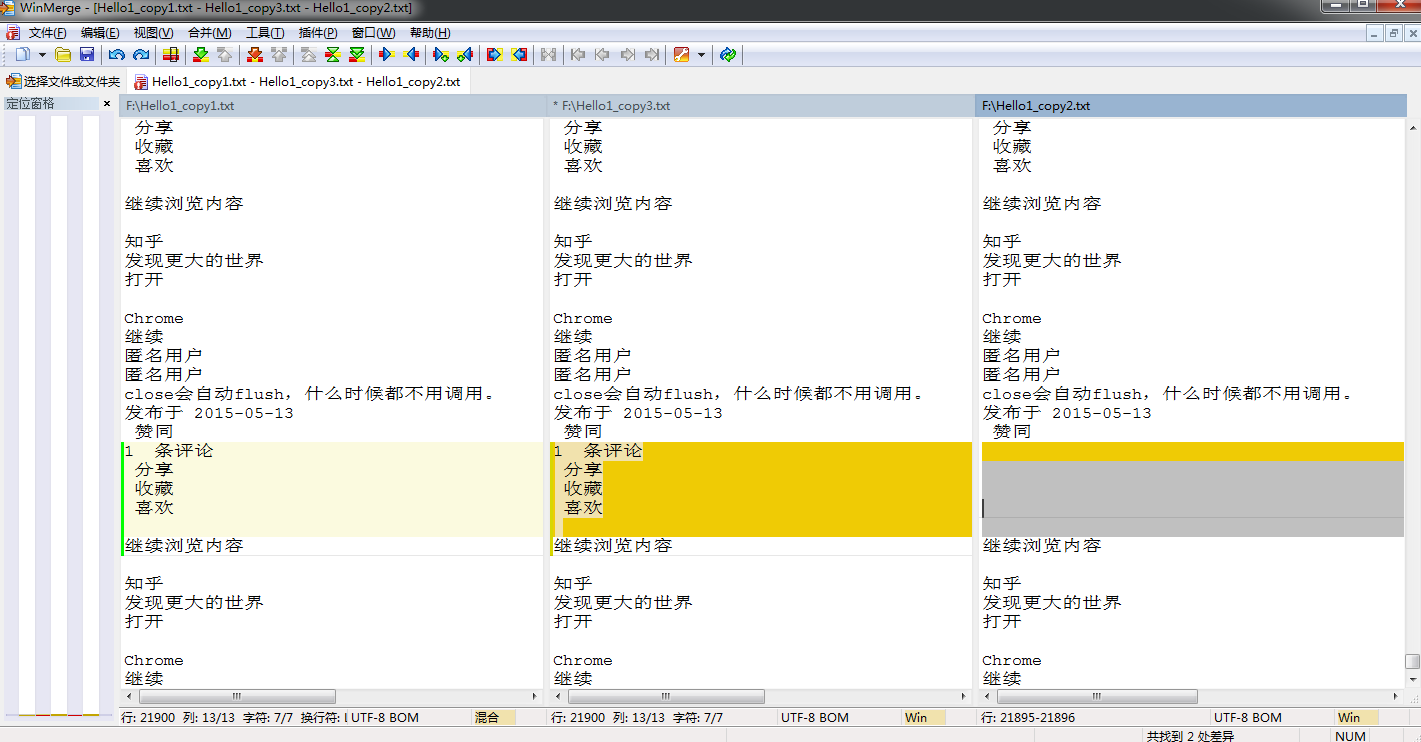 WinMerge - [Hello1_copy1.txt - Hello1_copy3.txt - Hello1_copy2.txt]
文件(F) 编辑(E) 视图(V) 合并(M) 工具(T) 插件(P) 窗口(W) 帮助(H)
选择文件或文件夹 Hello1_copy1.txt - Hello1_copy3.txt - Hello1_copy2.txt
定位窗格
F:\Hello1_copy1.txt
分享
收藏
喜欢
继续浏览内容
知乎
发现更大的世界
打开
Chrome
继续
匿名用户
匿名用户
close会自动flush，什么时候都不用调用。
发布于 2015-05-13
赞同
1 条评论
分享
收藏
喜欢
继续浏览内容
知乎
发现更大的世界
打开
Chrome
继续
* F:\Hello1_copy3.txt
分享
收藏
喜欢
继续浏览内容
知乎
发现更大的世界
打开
Chrome
继续
匿名用户
匿名用户
close会自动flush，什么时候都不用调用。
发布于 2015-05-13
赞同
1 条评论
分享
收藏
喜欢
继续浏览内容
知乎
发现更大的世界
打开
Chrome
继续
F:\Hello1_copy2.txt
分享
收藏
喜欢
继续浏览内容
知乎
发现更大的世界
打开
Chrome
继续
匿名用户
匿名用户
close会自动flush，什么时候都不用调用。
发布于 2015-05-13
赞同
继续浏览内容
知乎
发现更大的世界
打开
Chrome
继续
行: 21900 列: 13/13 字符: 7/7 换行符: UTF-8 BOM 混合
行: 21900 列: 13/13 字符: 7/7 UTF-8 BOM Win
行: 21895-21896 UTF-8 BOM Win
共找到 2 处差异 NUM